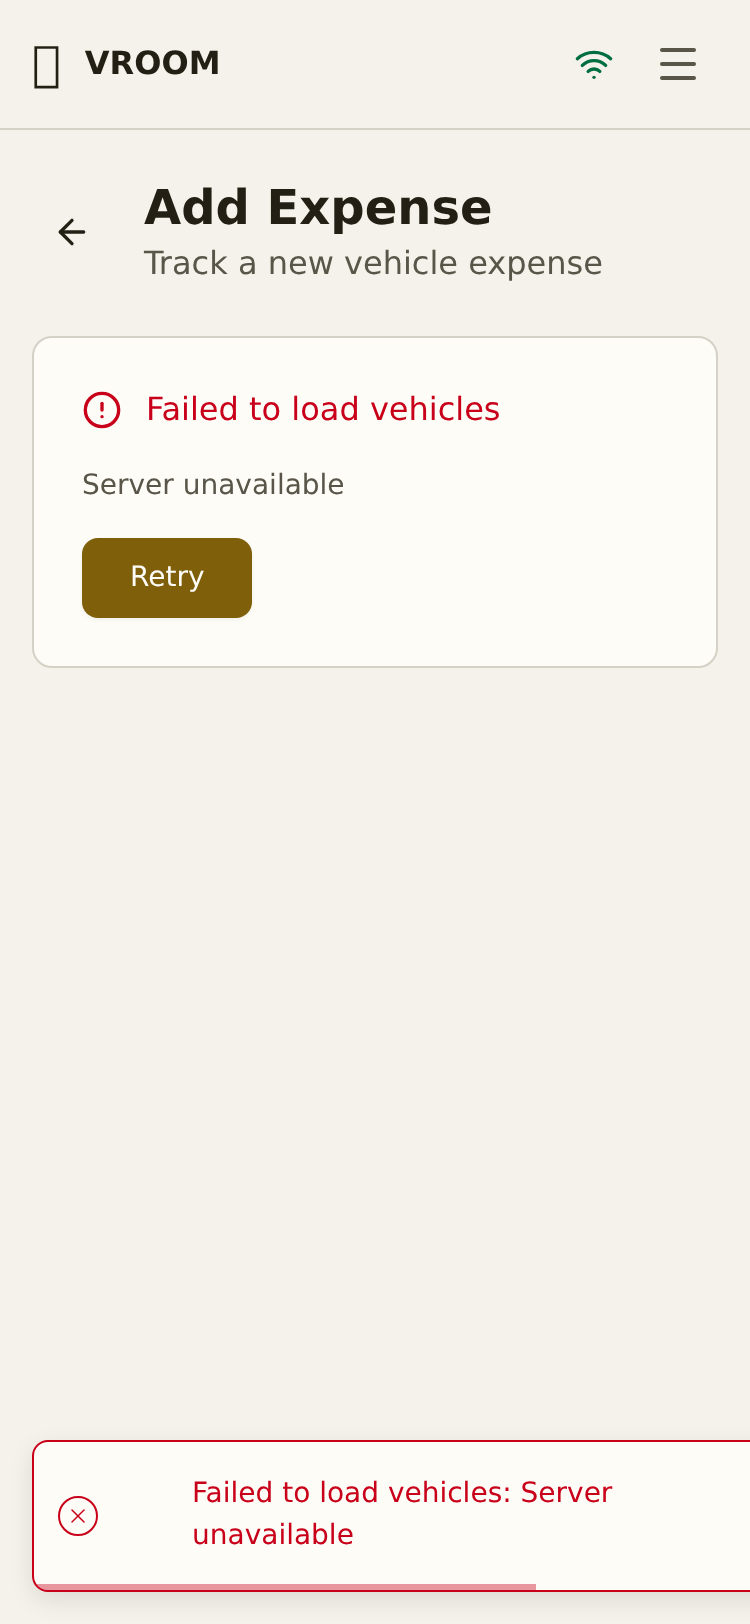 VROOM
Add Expense
Track a new vehicle expense
Failed to load vehicles
Server unavailable
Retry
Failed to load vehicles: Server
unavailable